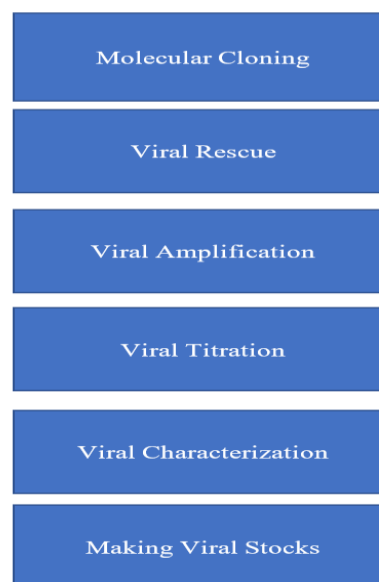 Molecular Cloning
Viral Rescue
Viral Amplification
Viral Titration
Viral Characterization
Making Viral Stocks